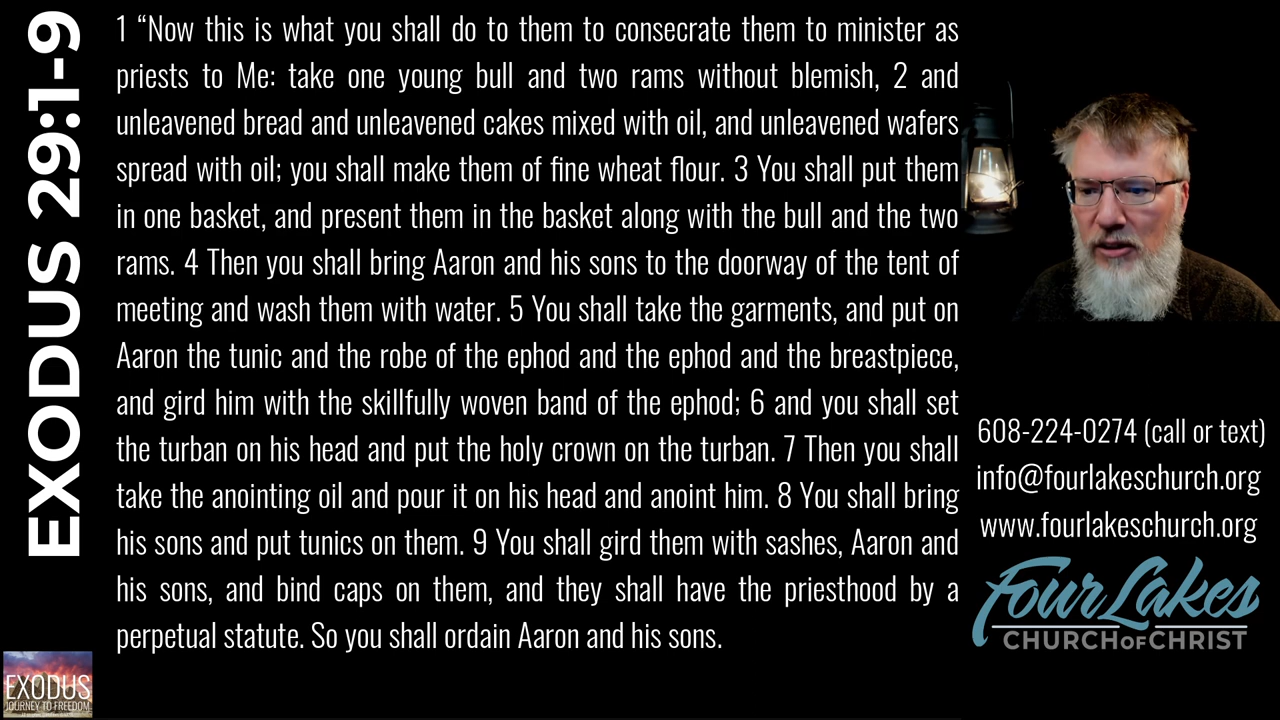 EXODUS 29:1-9
1 “Now this is what you shall do to them to consecrate them to minister as
priests to Me: take one young bull and two rams without blemish, 2 and
unleavened bread and unleavened cakes mixed with oil, and unleavened wafers
spread with oil; you shall make them of fine wheat flour. 3 You shall put them
in one basket, and present them in the basket along with the bull and the two
rams. 4 Then you shall bring Aaron and his sons to the doorway of the tent of
meeting and wash them with water. 5 You shall take the garments, and put on
Aaron the tunic and the robe of the ephod and the ephod and the breastpiece,
and gird him with the skillfully woven band of the ephod; 6 and you shall set
the turban on his head and put the holy crown on the turban. 7 Then you shall
take the anointing oil and pour it on his head and anoint him. 8 You shall bring
his sons and put tunics on them. 9 You shall gird them with sashes, Aaron and
his sons, and bind caps on them, and they shall have the priesthood by a
perpetual statute. So you shall ordain Aaron and his sons.
608-224-0274 (call or text)
info@fourlakeschurch.org
www.fourlakeschurch.org
Four Lakes
CHURCH OF CHRIST
EXODUS
JOURNEY TO FREEDOM